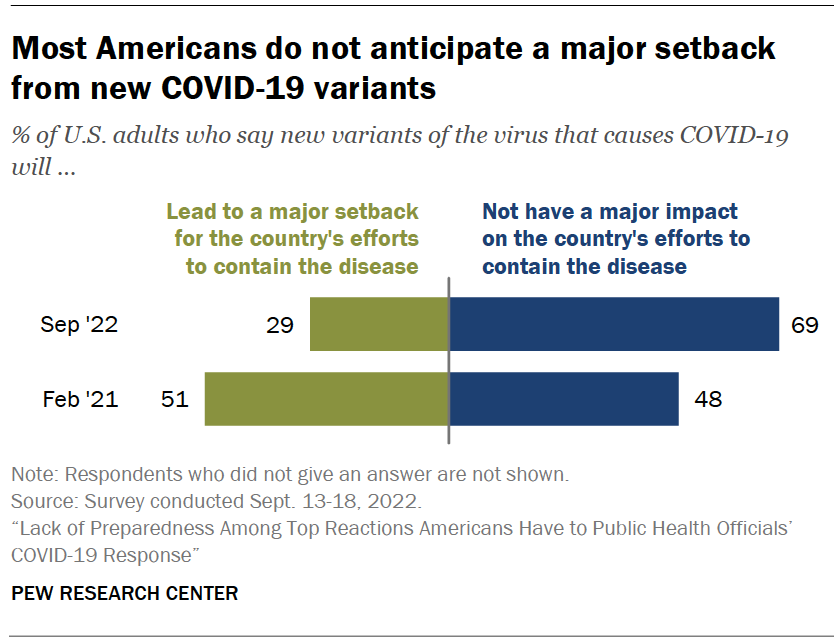 Most Americans do not anticipate a major setback
from new COVID-19 variants
% of U.S. adults who say new variants of the virus that causes COVID-19
will ...
Lead to a major setback
for the country's efforts
to contain the disease
Not have a major impact
on the country's efforts to
contain the disease
Sep '22 29 69
Feb '21 51 48
Note: Respondents who did not give an answer are not shown.
Source: Survey conducted Sept. 13-18, 2022.
“Lack of Preparedness Among Top Reactions Americans Have to Public Health Officials’
COVID-19 Response”
PEW RESEARCH CENTER